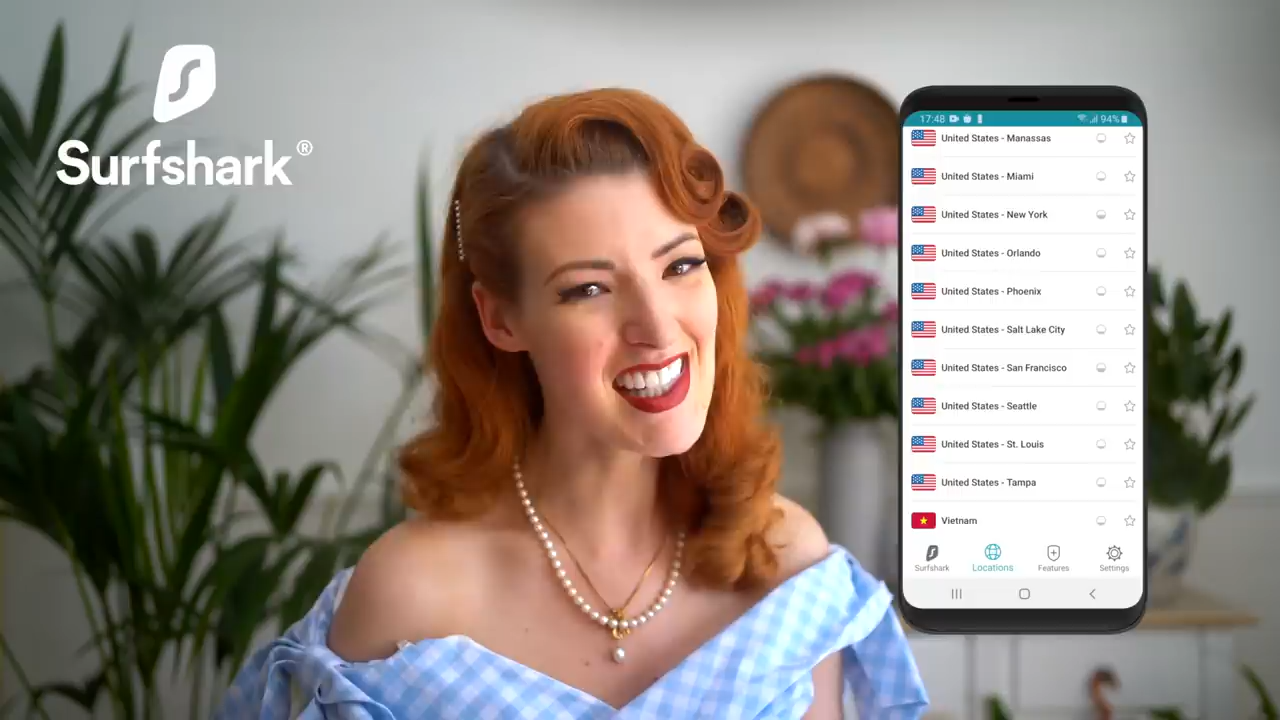 Surfshark®
17:48 94%
United States - Manassas
United States - Miami
United States - New York
United States - Orlando
United States - Phoenix
United States - Salt Lake City
United States - San Francisco
United States - Seattle
United States - St. Louis
United States - Tampa
Vietnam
Surfshark Locations Features Settings